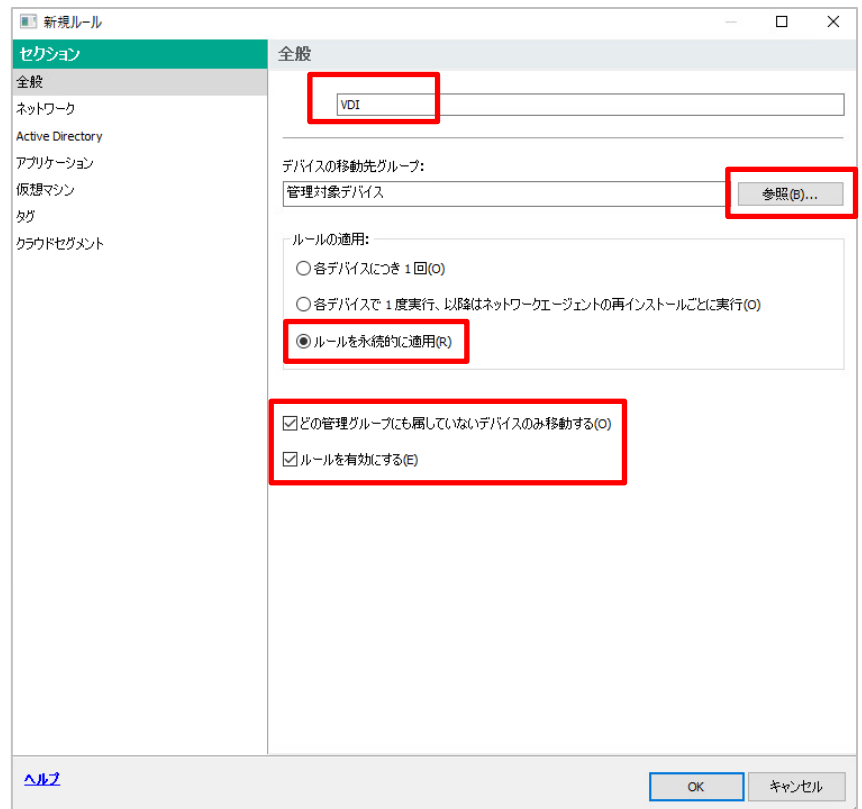 新規ルール
セクション
全般
ネットワーク
Active Directory
アプリケーション
仮想マシン
タグ
クラウドセグメント
全般
VDI
デバイスの移動先グループ:
管理対象デバイス
参照(B)...
ルールの適用:
各デバイスにつき 1 回(O)
各デバイスで 1 度実行、以降はネットワークエージェントの再インストールごとに実行(O)
ルールを永続的に適用(R)
どの管理グループにも属していないデバイスのみ移動する(O)
ルールを有効にする(E)
ヘルプ
OK
キャンセル